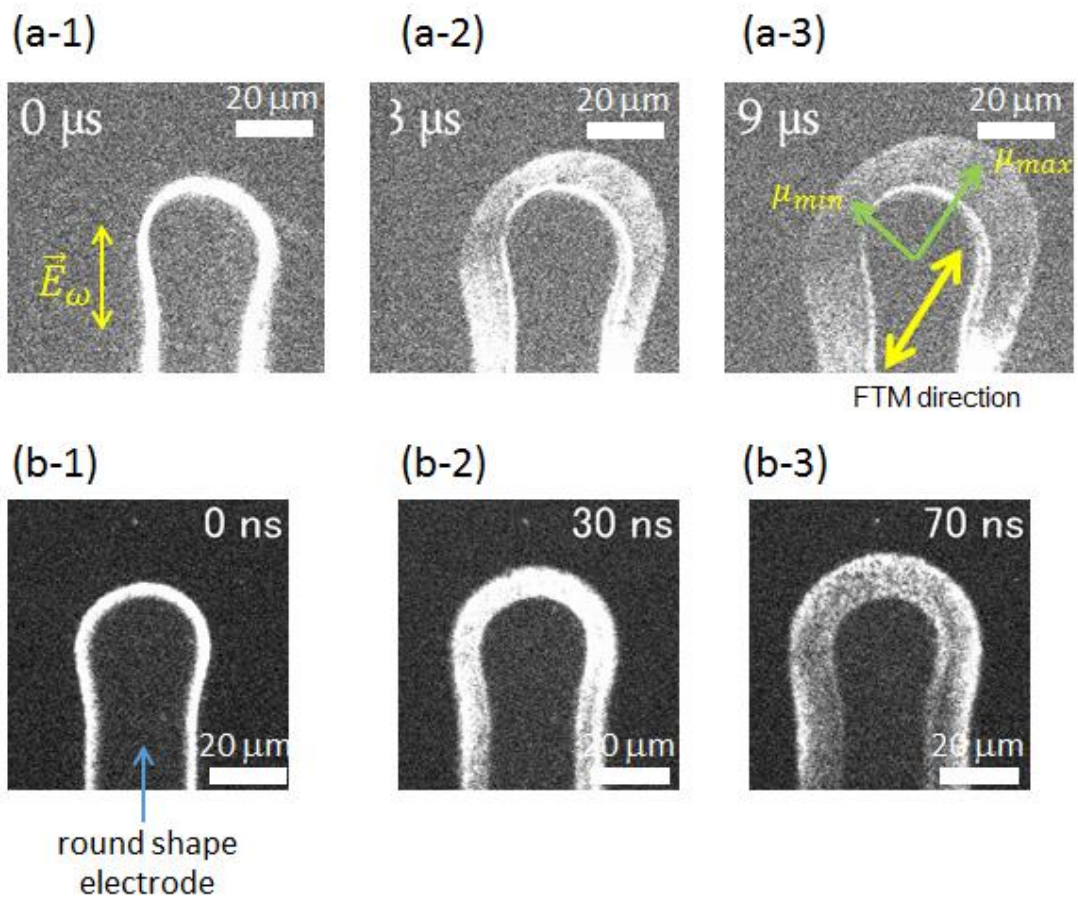 (a-1)
(a-2)
(a-3)
0 μs
20 μm
3 μs
20 μm
9 μs
20 μm
μmax
μmin
E⃗ω
FTM direction
(b-1)
(b-2)
(b-3)
0 ns
30 ns
70 ns
20 μm
20 μm
20 μm
round shape
electrode